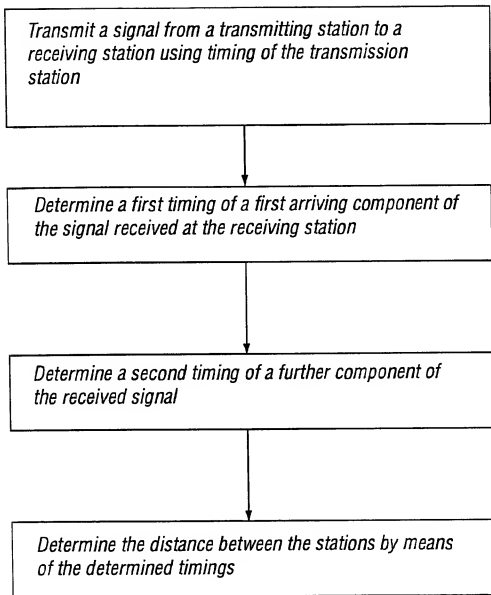 Transmit a signal from a transmitting station to a
receiving station using timing of the transmission
station
Determine a first timing of a first arriving component of
the signal received at the receiving station
Determine a second timing of a further component of
the received signal
Determine the distance between the stations by means
of the determined timings